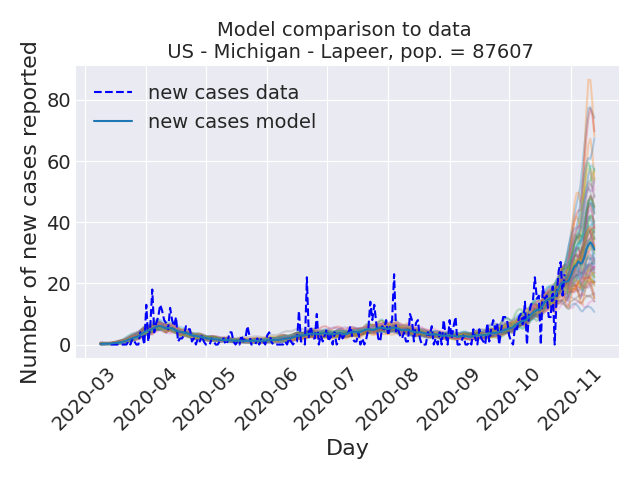 Model comparison to data
US - Michigan - Lapeer, pop. = 87607
Number of new cases reported
80
60
40
20
0
new cases data
new cases model
2020-03
2020-04
2020-05
2020-06
2020-07
2020-08
2020-09
2020-10
2020-11
Day